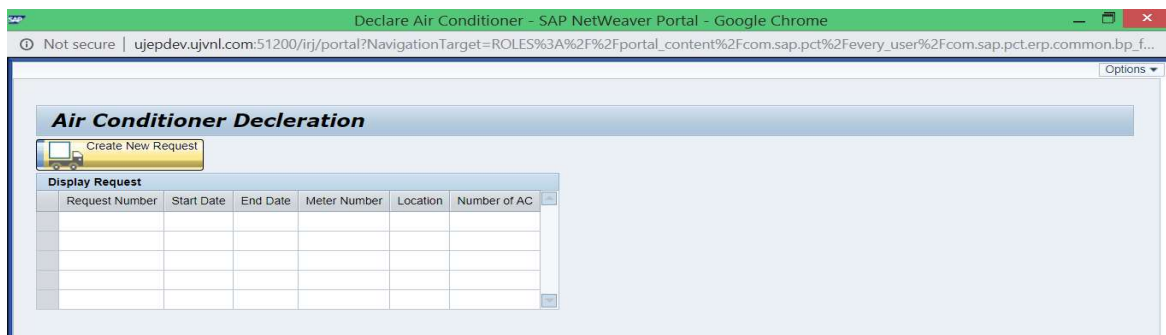 SAP
Declare Air Conditioner - SAP NetWeaver Portal - Google Chrome
Not secure | ujepdev.ujvnl.com:51200/irj/portal?NavigationTarget=ROLES%3A%2F%2Fportal_content%2Fcom.sap.pct%2Fevery_user%2Fcom.sap.pct.erp.common.bp_f...
Options
Air Conditioner Decleration
Create New Request
Display Request
Request Number Start Date End Date Meter Number Location Number of AC